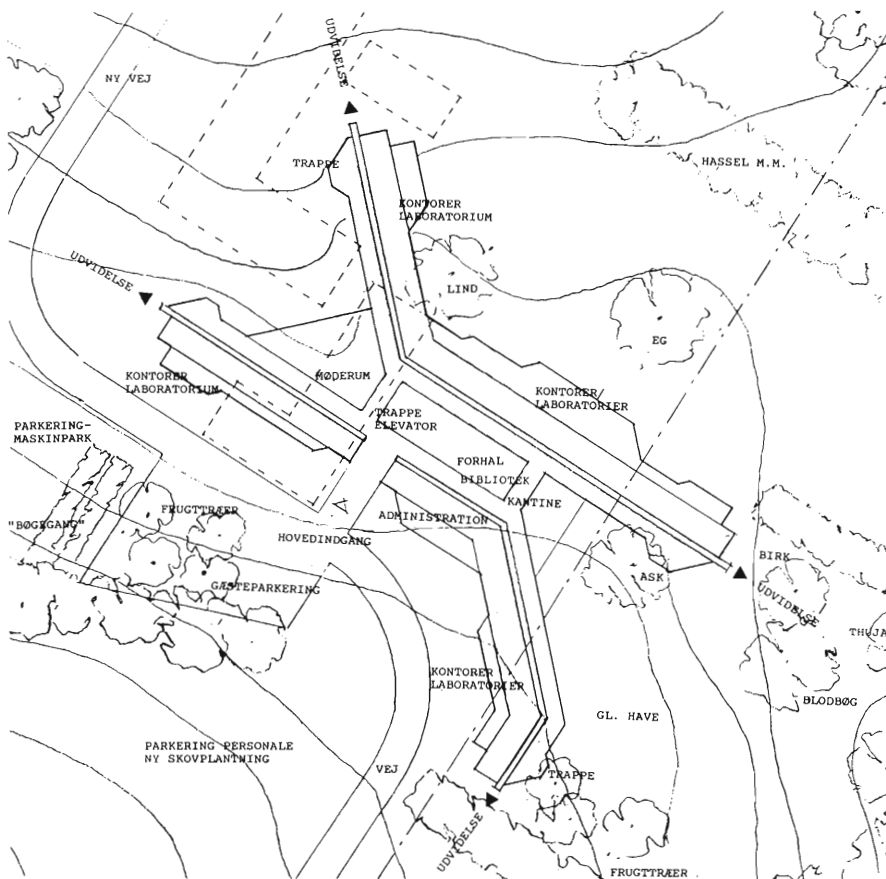 UDVIDELSE
NY VEJ
TRAPPE
HASSEL M.M.
KONTORER
LABORATORIUM
UDVIDELSE
LIND
EG
KONTORER
LABORATORIUM
MØDERUM
KONTORER
LABORATORIER
TRAPPE
ELEVATOR
PARKERING-
MASKINPARK
FORHAL
BIBLIOTEK
KANTINE
"BØGEGANG"
FRUGTTRÆER
ADMINISTRATION
HOVEDINDGANG
BIRK
ASK
GÆSTEPARKERING
UDVIDELSE
THUJA
KONTORER
LABORATORIER
BLODBØG
GL. HAVE
PARKERING PERSONALE
NY SKOVPLANTNING
VEJ
TRAPPE
UDVIDELSE
FRUGTTRÆER